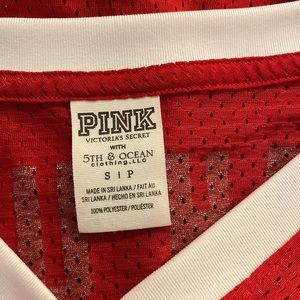 PINK
VICTORIA'S SECRET
WITH
5TH & OCEAN
clothing, LLC
S | P
MADE IN SRI LANKA / FAIT AU
SRI LANKA / HECHO EN SRI LANKA
100% POLYESTER / POLIÉSTER